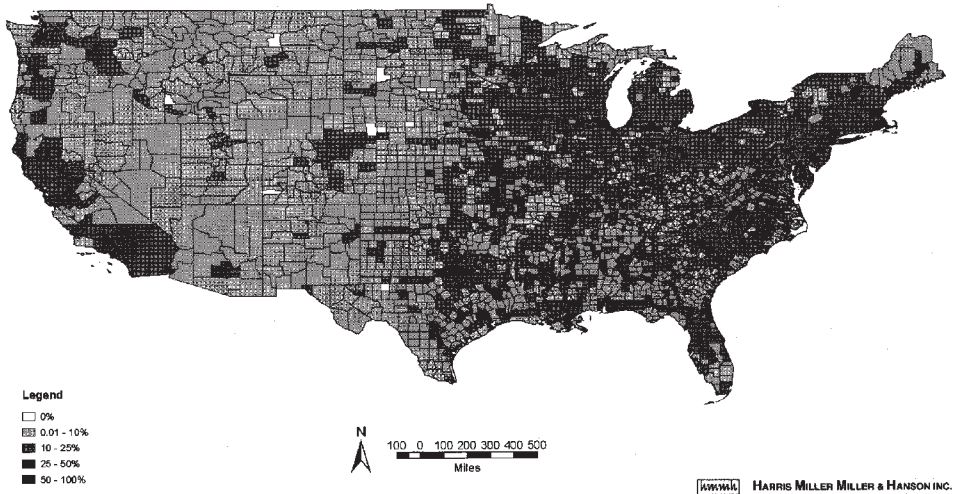 Legend
0%
0.01 - 10%
10 - 25%
25 - 50%
50 - 100%
N
100 0 100 200 300 400 500
Miles
hmmh HARRIS MILLER MILLER & HANSON INC.